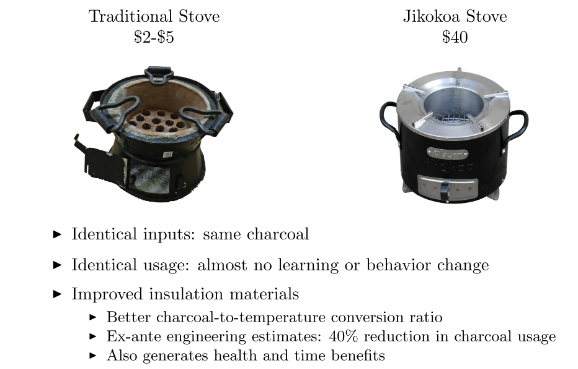 Traditional Stove
$2-$5
Jikokoa Stove
$40
▶ Identical inputs: same charcoal
▶ Identical usage: almost no learning or behavior change
▶ Improved insulation materials
▶ Better charcoal-to-temperature conversion ratio
▶ Ex-ante engineering estimates: 40% reduction in charcoal usage
▶ Also generates health and time benefits